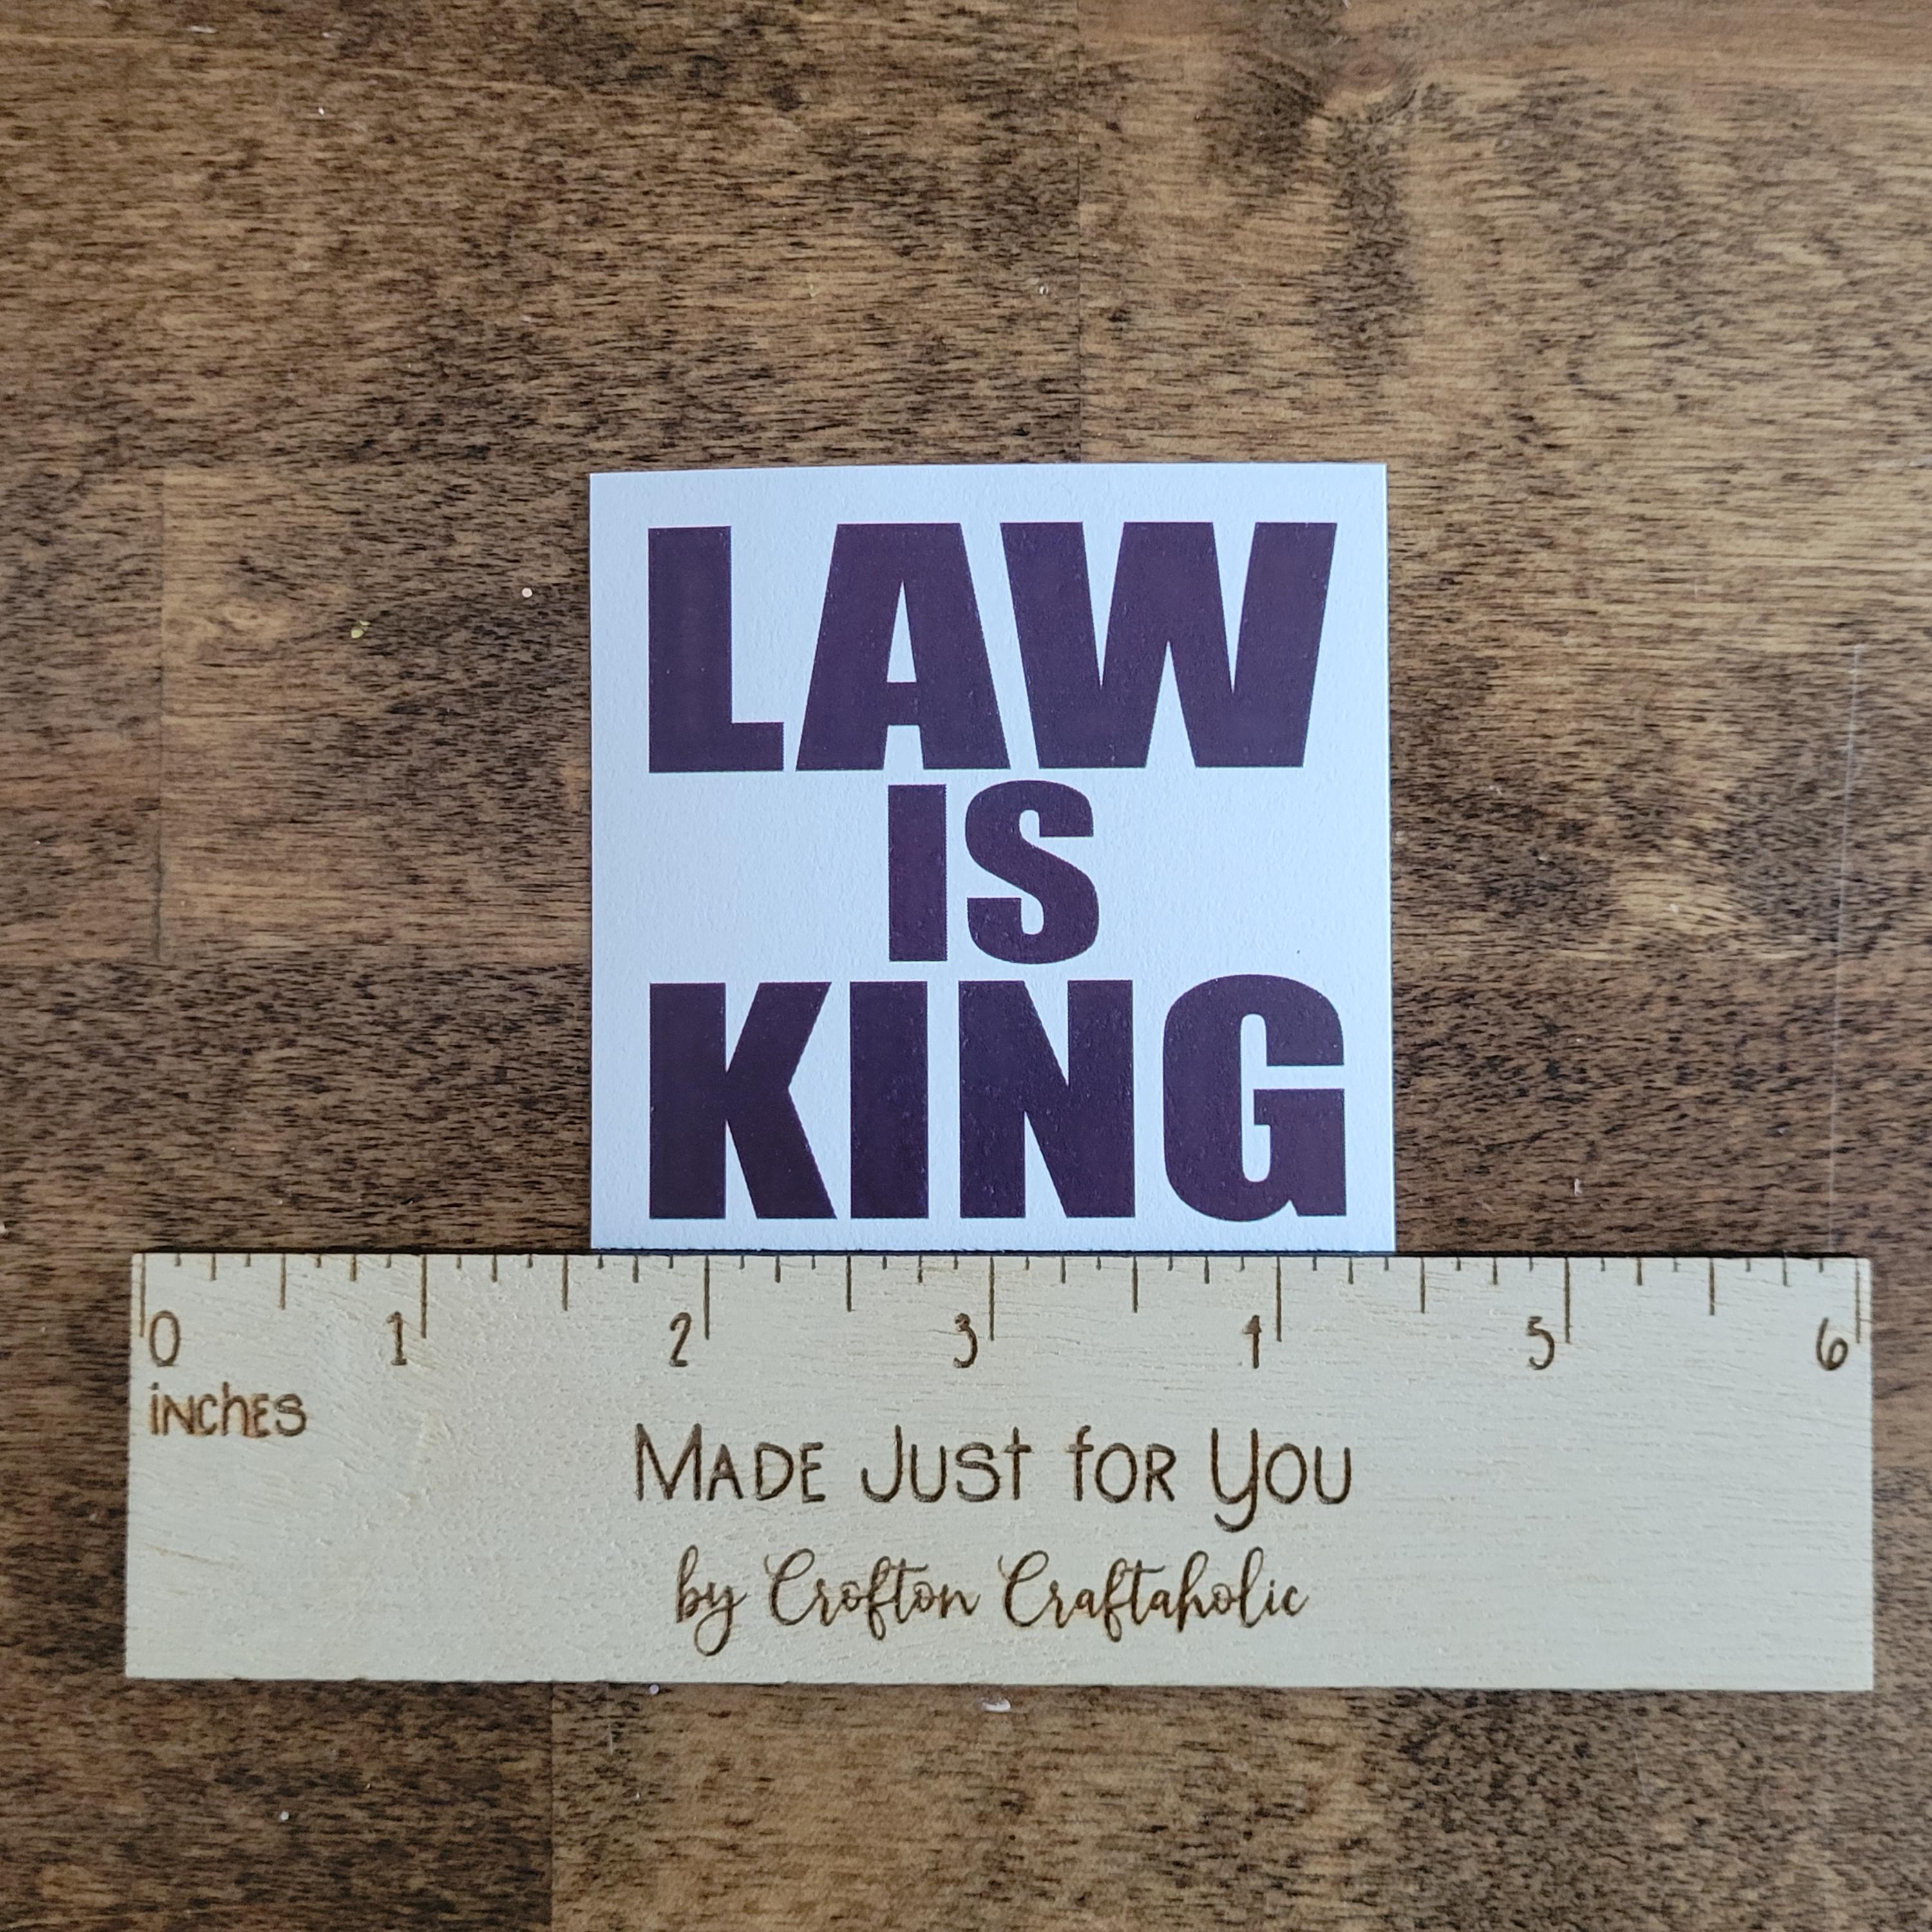 LAW
IS
KING
0 1 2 3 4 5 6
INCHES
MADE JUST FOR YOU
by Crofton Craftaholic